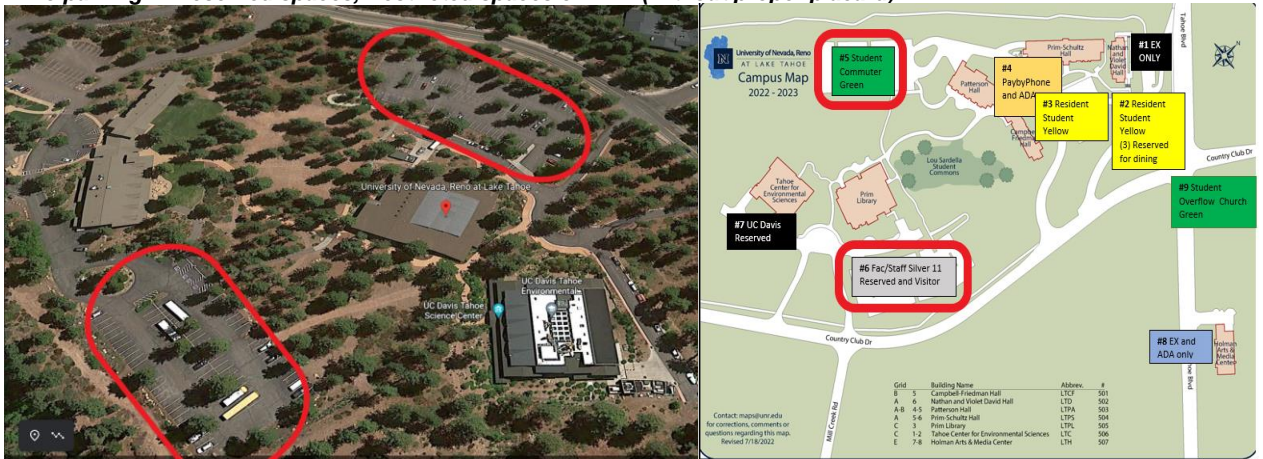 University of Nevada, Reno at Lake Tahoe
UC Davis Tahoe
Science Center
UC Davis Tahoe
Environmental
University of Nevada, Reno
AT LAKE TAHOE
Campus Map
2022 - 2023
#5 Student
Commuter
Green
#4
PaybyPhone
and ADA
Prim-Schultz
Hall
Nathan
and
Violet
David
Hall
#1 EX
ONLY
Tahoe Blvd
N
Patterson
Hall
#3 Resident
Student
Yellow
#2 Resident
Student
Yellow
(3) Reserved
for dining
Hall
Country Club Dr
Lou Sardella
Student
Commons
Tahoe
Center for
Environmental
Sciences
Prim
Library
#9 Student
Overflow Church
Green
#7 UC Davis
Reserved
#6 Fac/Staff Silver 11
Reserved and Visitor
Country Club Dr
#8 EX and
ADA only
Holman
Arts &
Media
Center
Mill Creek Rd
Contact: maps@unr.edu
for corrections, comments or
questions regarding this map.
Revised 7/18/2022
Grid Building Name Abbrev. #
B 5 Campbell-Friedman Hall LTCF 501
A 6 Nathan and Violet David Hall LTD 502
A-B 4-5 Patterson Hall LTPA 503
A 5-6 Prim-Schultz Hall LTPS 504
C 3 Prim Library LTPL 505
C 1-2 Tahoe Center for Environmental Sciences LTC 506
E 7-8 Holman Arts & Media Center LTH 507